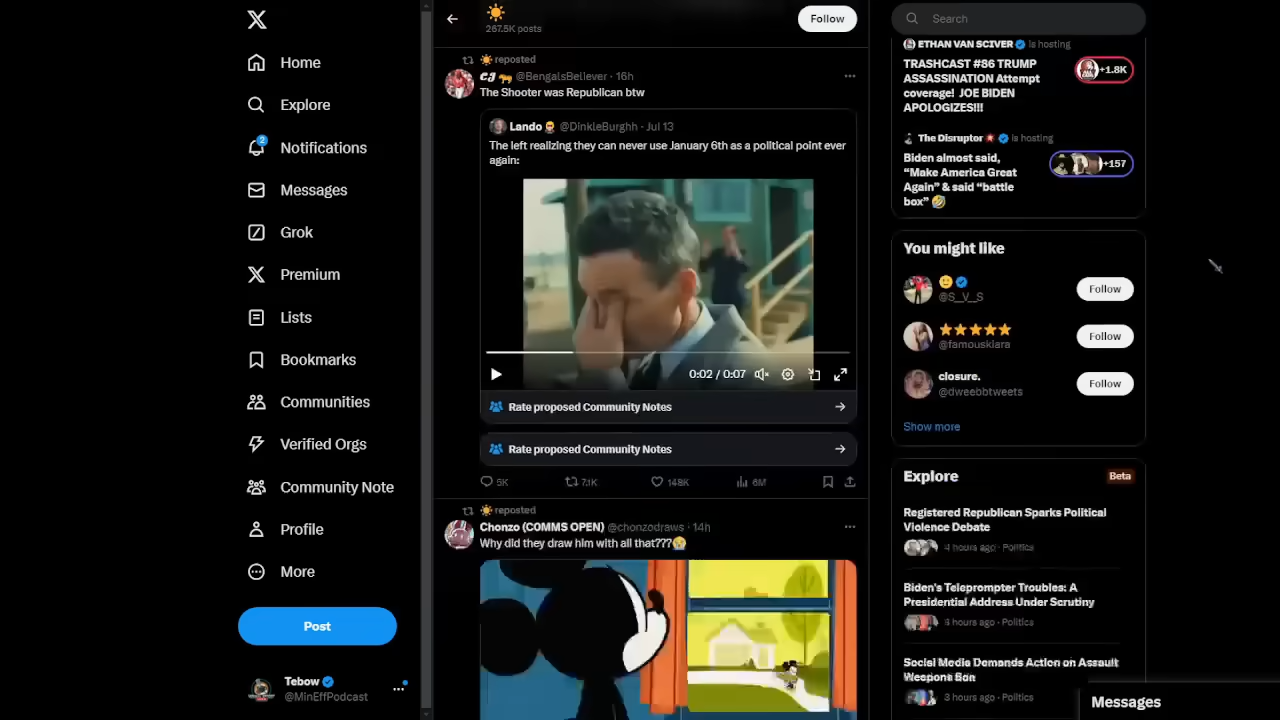 Home
Explore
2
Notifications
Messages
Grok
Premium
Lists
Bookmarks
Communities
Verified Orgs
Community Note
Profile
More
Post
Tebow
@MinEffPodcast
267.5K posts
Follow
reposted
CJ @BengalsBeliever · 16h
The Shooter was Republican btw
Lando @DinkleBurghh · Jul 13
The left realizing they can never use January 6th as a political point ever
again:
0:02 / 0:07
Rate proposed Community Notes
Rate proposed Community Notes
5K
7.1K
148K
6M
reposted
Chonzo (COMMS OPEN) @chonzodraws · 14h
Why did they draw him with all that???
Search
ETHAN VAN SCIVER is hosting
TRASHCAST #86 TRUMP
ASSASSINATION Attempt
coverage! JOE BIDEN
APOLOGIZES!!!
+1.8K
The Disruptor is hosting
Biden almost said,
“Make America Great
Again” & said “battle
box”
+157
You might like
@S_V_S
Follow
@famousklara
Follow
closure.
@dweebbtweets
Follow
Show more
Explore
Beta
Registered Republican Sparks Political
Violence Debate
4 hours ago · Politics
Biden's Teleprompter Troubles: A
Presidential Address Under Scrutiny
hours ago · Politics
Social Media Demands Action on Assault
Weapons Ban
3 hours ago · Politics
Messages